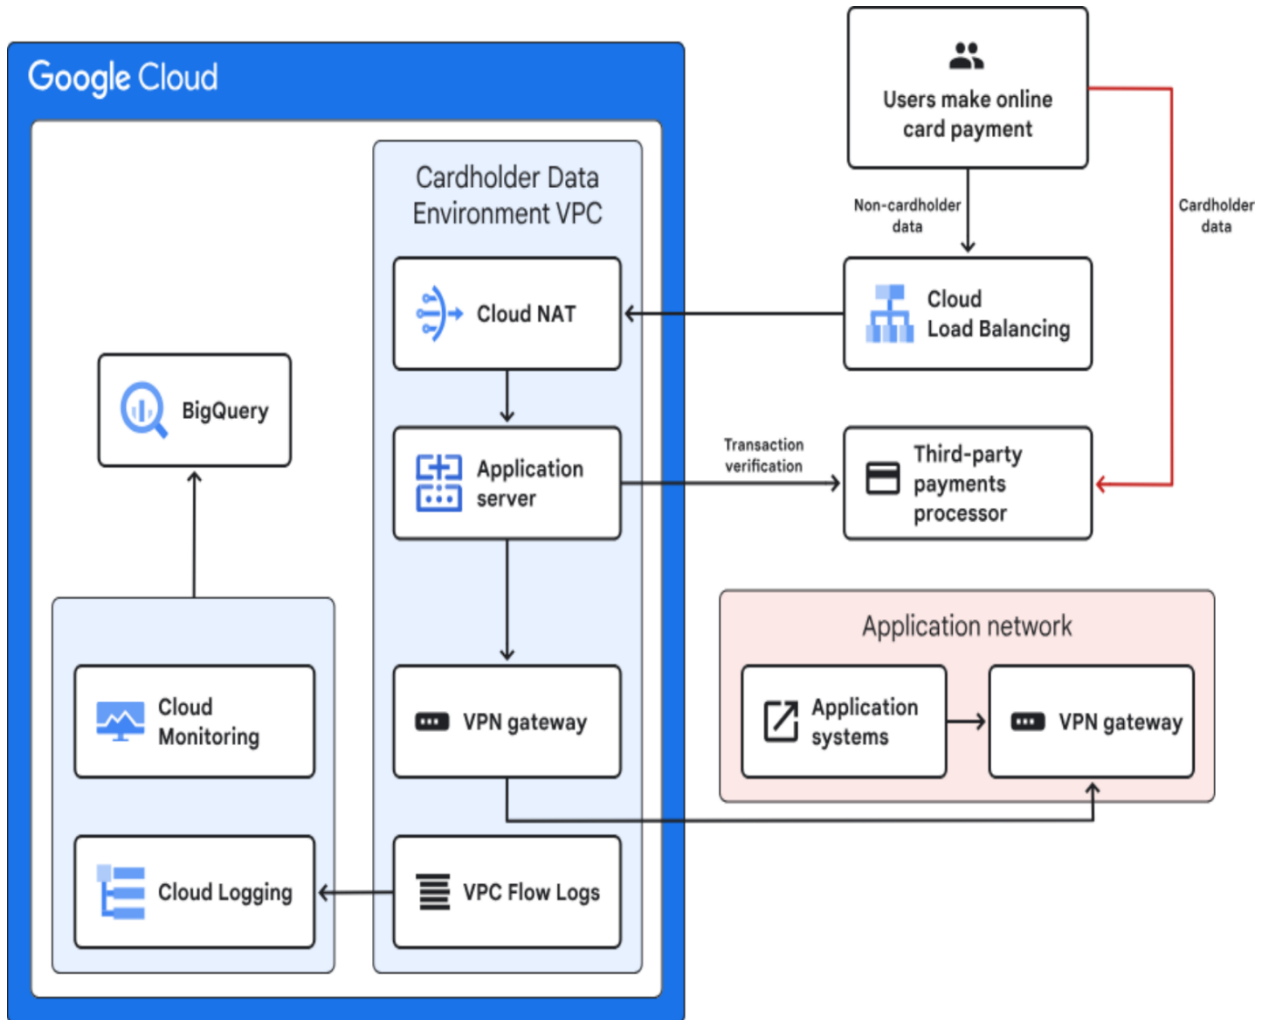 Google Cloud
Users make online
card payment
Non-cardholder
data
Cardholder
data
Cardholder Data
Environment VPC
Cloud NAT
Cloud
Load Balancing
BigQuery
Application
server
Transaction
verification
Third-party
payments
processor
Application network
Cloud
Monitoring
VPN gateway
Application
systems
VPN gateway
Cloud Logging
VPC Flow Logs